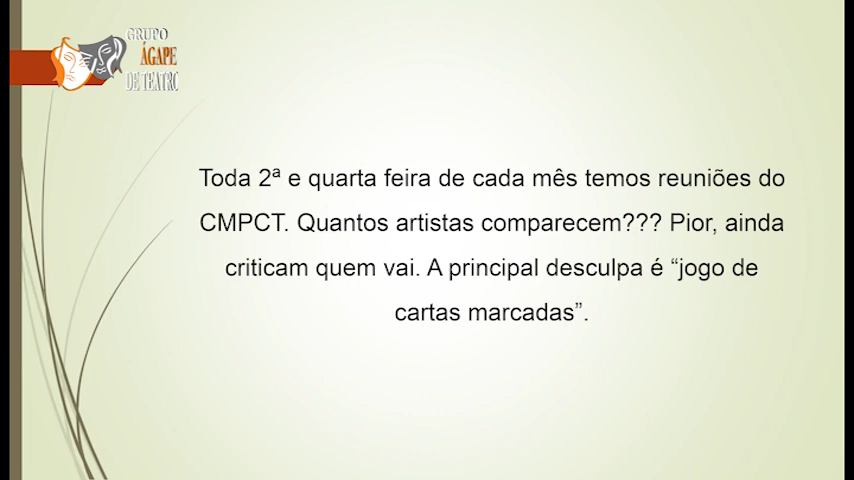 GRUPO
ÁGAPE
DE TEATRO
Toda 2ª e quarta feira de cada mês temos reuniões do
CMPCT. Quantos artistas comparecem??? Pior, ainda
criticam quem vai. A principal desculpa é “jogo de
cartas marcadas”.